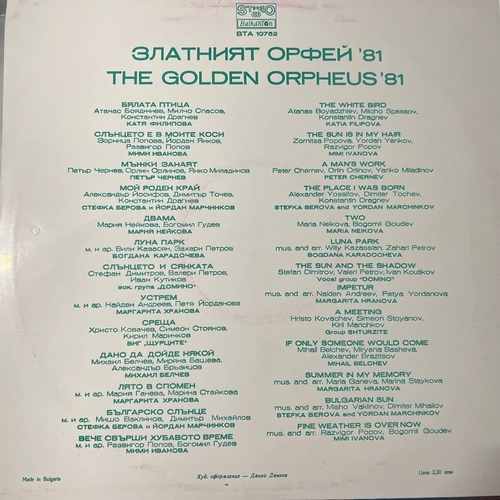 STEREO
BALKANTON
ВТА 10782
ЗЛАТНИЯТ ОРФЕЙ '81
THE GOLDEN ORPHEUS '81
БЯЛАТА ПТИЦА
Атанас Бояджиев, Милчо Спасов,
Константин Драгнев
КАТЯ ФИЛИПОВА
СЛЪНЦЕТО Е В МОИТЕ КОСИ
Зорница Попова, Йордан Янков,
Развигор Попов
МИМИ ИВАНОВА
МЪЖКИ ЗАНАЯТ
Петър Чернев, Орлин Орлинов, Янко Миладинов
ПЕТЪР ЧЕРНЕВ
МОЙ РОДЕН КРАЙ
Александър Йосифов, Димитър Точев,
Константин Драгнев
СТЕФКА БЕРОВА и ЙОРДАН МАРЧИНКОВ
ДВАМА
Мария Нейкова, Богомил Гудев
МАРИЯ НЕЙКОВА
ЛУНА ПАРК
м. и ар. Вили Казасян, Захари Петров
БОГДАНА КАРАДОЧЕВА
СЛЪНЦЕТО И СЯНКАТА
Стефан Димитров, Валери Петров,
Иван Кутиков
вок. група „ДОМИНО"
УСТРЕМ
м. и ар. Найден Андреев, Петя Йорданова
МАРГАРИТА ХРАНОВА
СРЕЩА
Христо Ковачев, Симеон Стоянов,
Кирил Маричков
ВИГ „ЩУРЦИТЕ"
ДАНО ДА ДОЙДЕ НЯКОЙ
Михаил Белчев, Миряна Башева,
Александър Бръзицов
МИХАИЛ БЕЛЧЕВ
ЛЯТО В СПОМЕН
м. и ар. Мария Ганева, Марина Стайкова
МАРГАРИТА ХРАНОВА
БЪЛГАРСКО СЛЪНЦЕ
м. и ар. Мишо Ваклинов, Димитър Михайлов
СТЕФКА БЕРОВА и ЙОРДАН МАРЧИНКОВ
ВЕЧЕ СВЪРШИ ХУБАВОТО ВРЕМЕ
м. и ар. Развигор Попов, Богомил Гудев
МИМИ ИВАНОВА
THE WHITE BIRD
Atanas Boyadzhiev, Milcho Spassov,
Konstantin Dragnev
KATIA FILIPOVA
THE SUN IS IN MY HAIR
Zornitsa Popova, Yordan Yankov,
Razvigor Popov
MIMI IVANOVA
A MAN'S WORK
Peter Chernev, Orlin Orlinov, Yanko Miladinov
PETER CHERNEV
THE PLACE I WAS BORN
Alexander Yossifov, Dimiter Tochev,
Konstantin Dragnev
STEFKA BEROVA and YORDAN MARCHINKOV
TWO
Maria Neikova, Bogomil Goudev
MARIA NEIKOVA
LUNA PARK
mus. and arr. Willy Kazassian, Zahari Petrov
BOGDANA KARADOCHEVA
THE SUN AND THE SHADOW
Stefan Dimitrov, Valeri Petrov, Ivan Koutikov
Vocal group "DOMINO"
IMPETUR
mus. and arr. Naiden Andreev, Petya Yordanova
MARGARITA HRANOVA
A MEETING
Hristo Kovachev, Simeon Stoyanov,
Kiril Marichkov
Group SHTURZITE
IF ONLY SOMEONE WOULD COME
Mihail Belchev, Miryana Basheva,
Alexander Brazitsov
MIHAIL BELCHEV
SUMMER IN MY MEMORY
mus. and arr. Maria Ganeva, Marina Staykova
MARGARITA HRANOVA
BULGARIAN SUN
mus. and arr. Misho Vaklinov, Dimiter Mihailov
STEFKA BEROVA and YORDAN MARCHINKOV
FINE WEATHER IS OVER NOW
mus. and arr. Razvigor Popov, Bogomil Goudev
MIMI IVANOVA
Made in Bulgaria
Худ. оформление —